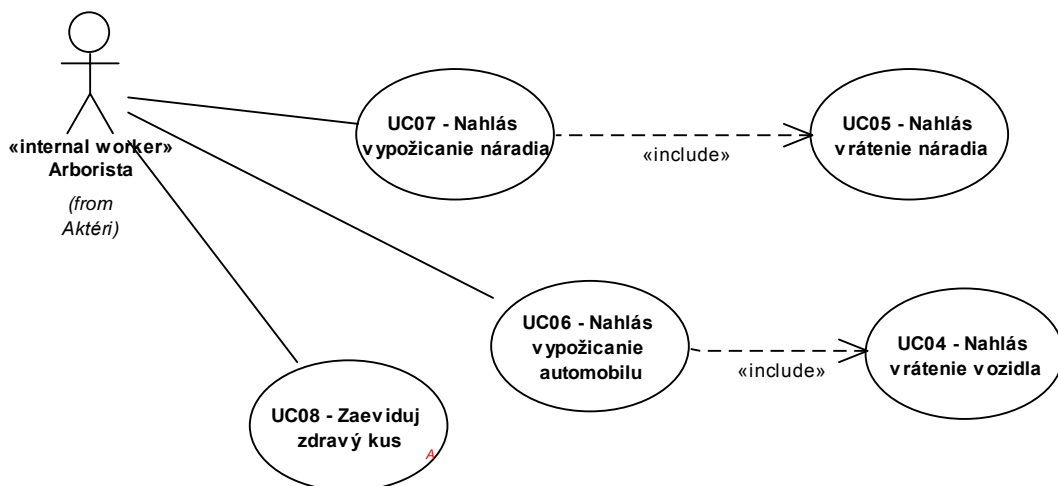 «internal worker»
Arborista
(from
Aktéri)
UC07 - Nahlás
vypožicanie náradia
«include»
UC05 - Nahlás
vrátenie náradia
UC06 - Nahlás
vypožicanie
automobilu
«include»
UC04 - Nahlás
vrátenie vozidla
UC08 - Zaeviduj
zdravý kus
A